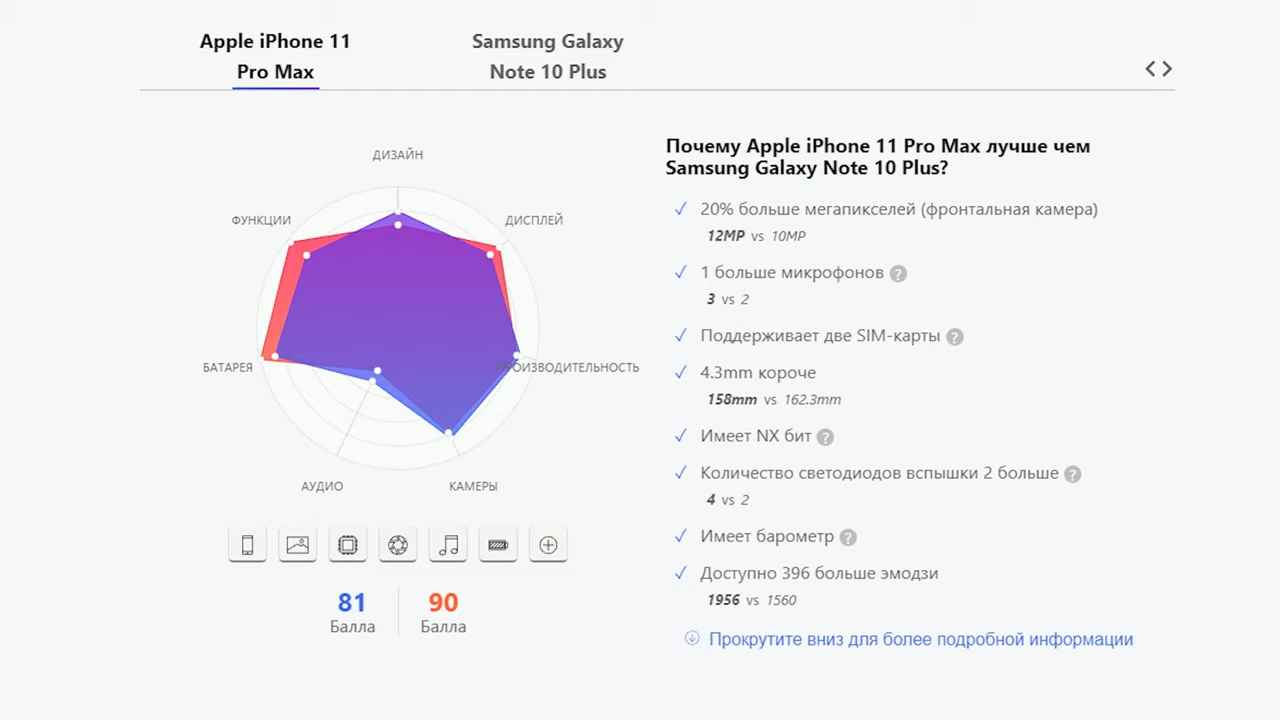 Apple iPhone 11
Pro Max
Samsung Galaxy
Note 10 Plus
ДИЗАЙН
ФУНКЦИИ
ДИСПЛЕЙ
БАТАРЕЯ
ПРОИЗВОДИТЕЛЬНОСТЬ
АУДИО
КАМЕРЫ
81
Балла
90
Балла
Почему Apple iPhone 11 Pro Max лучше чем
Samsung Galaxy Note 10 Plus?
20% больше мегапикселей (фронтальная камера)
12MP vs 10MP
1 больше микрофонов ?
3 vs 2
Поддерживает две SIM-карты ?
4.3mm короче
158mm vs 162.3mm
Имеет NX бит ?
Количество светодиодов вспышки 2 больше ?
4 vs 2
Имеет барометр ?
Доступно 396 больше эмодзи
1956 vs 1560
Прокрутите вниз для более подробной информации